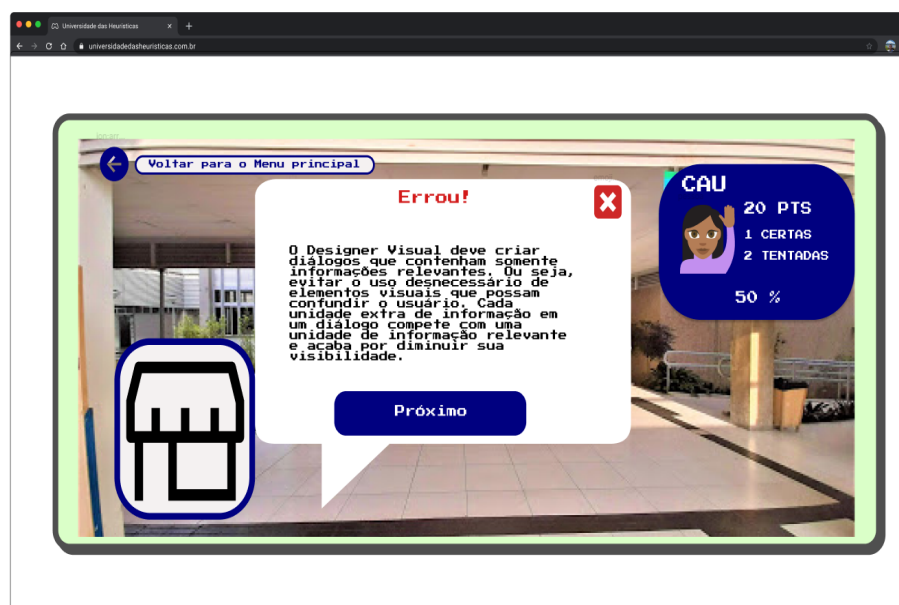 Universidade das Heurísticas
universidadedasheuristicas.com.br
Voltar para o Menu principal
Errou!
O Designer Visual deve criar
diálogos que contenham somente
informações relevantes. Ou seja,
evitar o uso desnecessário de
elementos visuais que possam
confundir o usuário. Cada
unidade extra de informação em
um diálogo compete com uma
unidade de informação relevante
e acaba por diminuir sua
visibilidade.
Próximo
CAU
20 PTS
1 CERTAS
2 TENTADAS
50 %